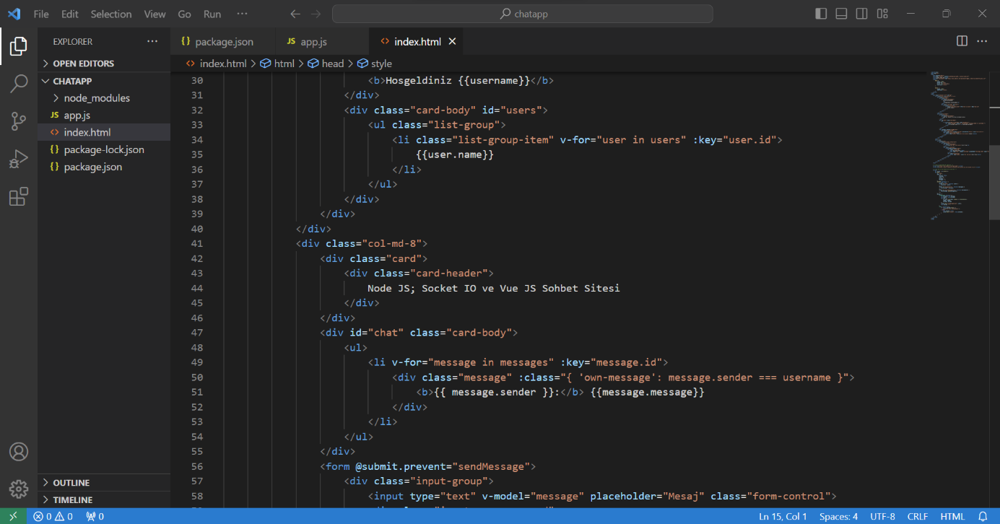 File Edit Selection View Go Run ··· chatapp
EXPLORER ···
OPEN EDITORS
CHATAPP
node_modules
JS app.js
<> index.html
{} package-lock.json
{} package.json
OUTLINE
TIMELINE
{} package.json JS app.js <> index.html
<> index.html > html > head > style
30 <b>Hosgeldiniz {{username}}</b>
31 </div>
32 <div class="card-body" id="users">
33 <ul class="list-group">
34 <li class="list-group-item" v-for="user in users" :key="user.id">
35 {{user.name}}
36 </li>
37 </ul>
38 </div>
39 </div>
40 </div>
41 <div class="col-md-8">
42 <div class="card">
43 <div class="card-header">
44 Node JS; Socket IO ve Vue JS Sohbet Sitesi
45 </div>
46 </div>
47 <div id="chat" class="card-body">
48 <ul>
49 <li v-for="message in messages" :key="message.id">
50 <div class="message" :class="{ 'own-message': message.sender === username }">
51 <b>{{ message.sender }}:</b> {{message.message}}
52 </div>
53 </li>
54 </ul>
55 </div>
56 <form @submit.prevent="sendMessage">
57 <div class="input-group">
58 <input type="text" v-model="message" placeholder="Mesaj" class="form-control">
0 0 0 Ln 15, Col 1 Spaces: 4 UTF-8 CRLF HTML